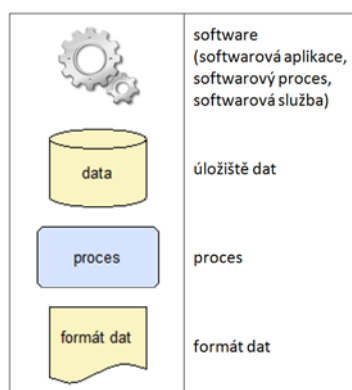 software
(softwarová aplikace,
softwarový proces,
softwarová služba)
data
úložiště dat
proces
proces
formát dat
formát dat